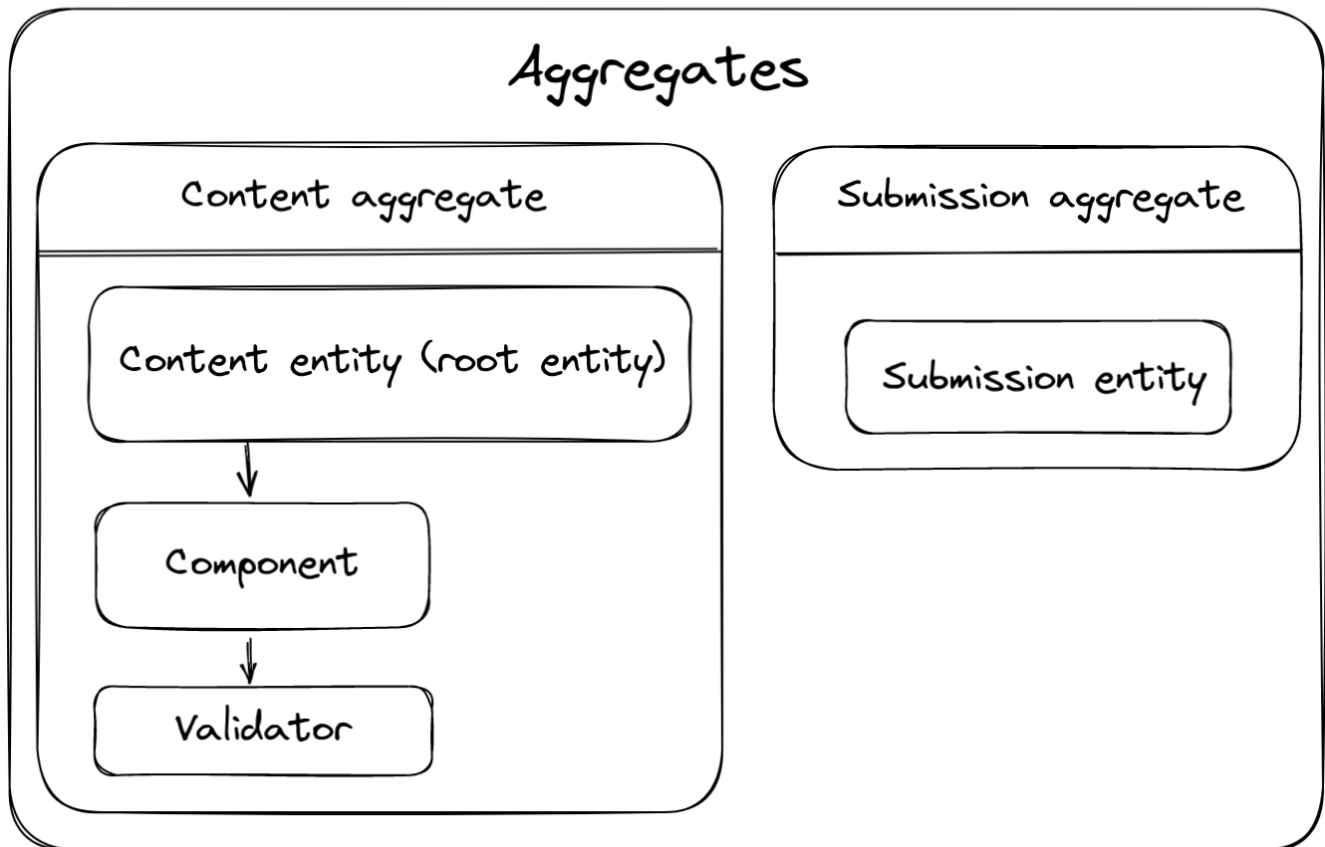 Aggregates
Content aggregate
Content entity (root entity)
Component
Validator
Submission aggregate
Submission entity